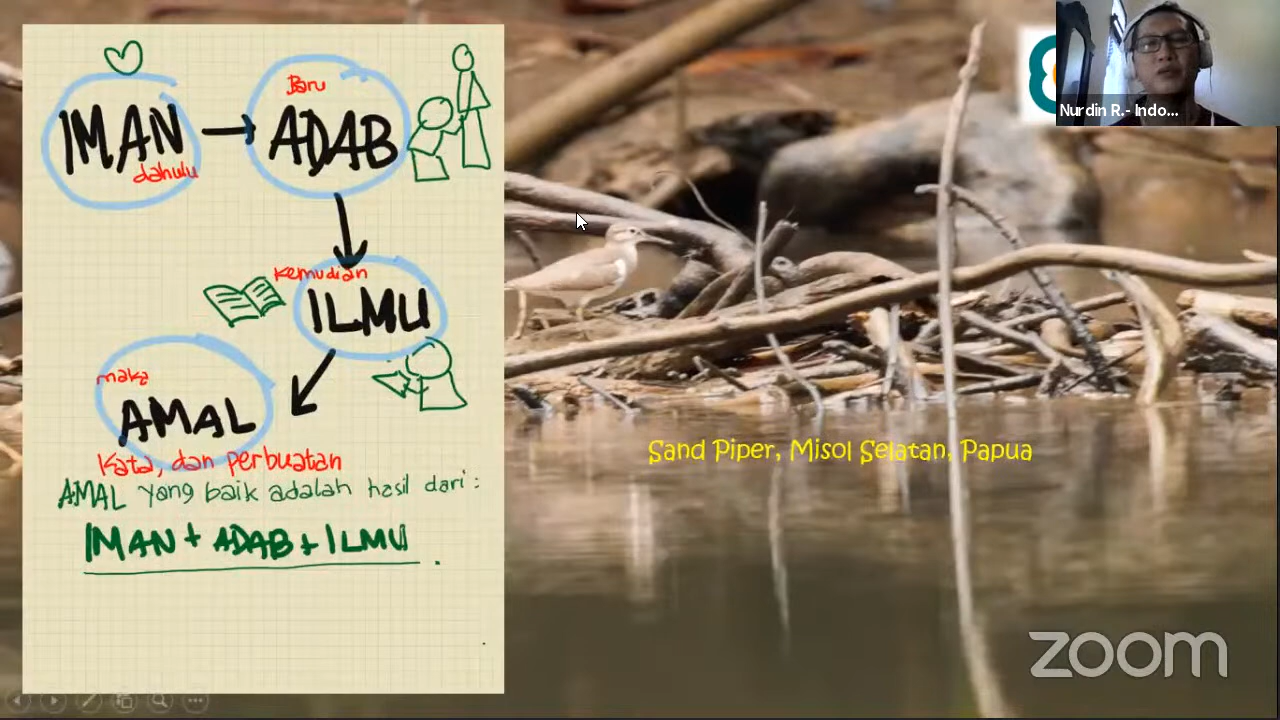 Baru
IMAN → ADAB
dahulu
kemudian
ILMU
maka
AMAL
Kata, dan perbuatan
AMAL yang baik adalah hasil dari :
IMAN + ADAB + ILMU
Sand Piper, Misol Selatan, Papua
Nurdin R.- Indo...
zoom